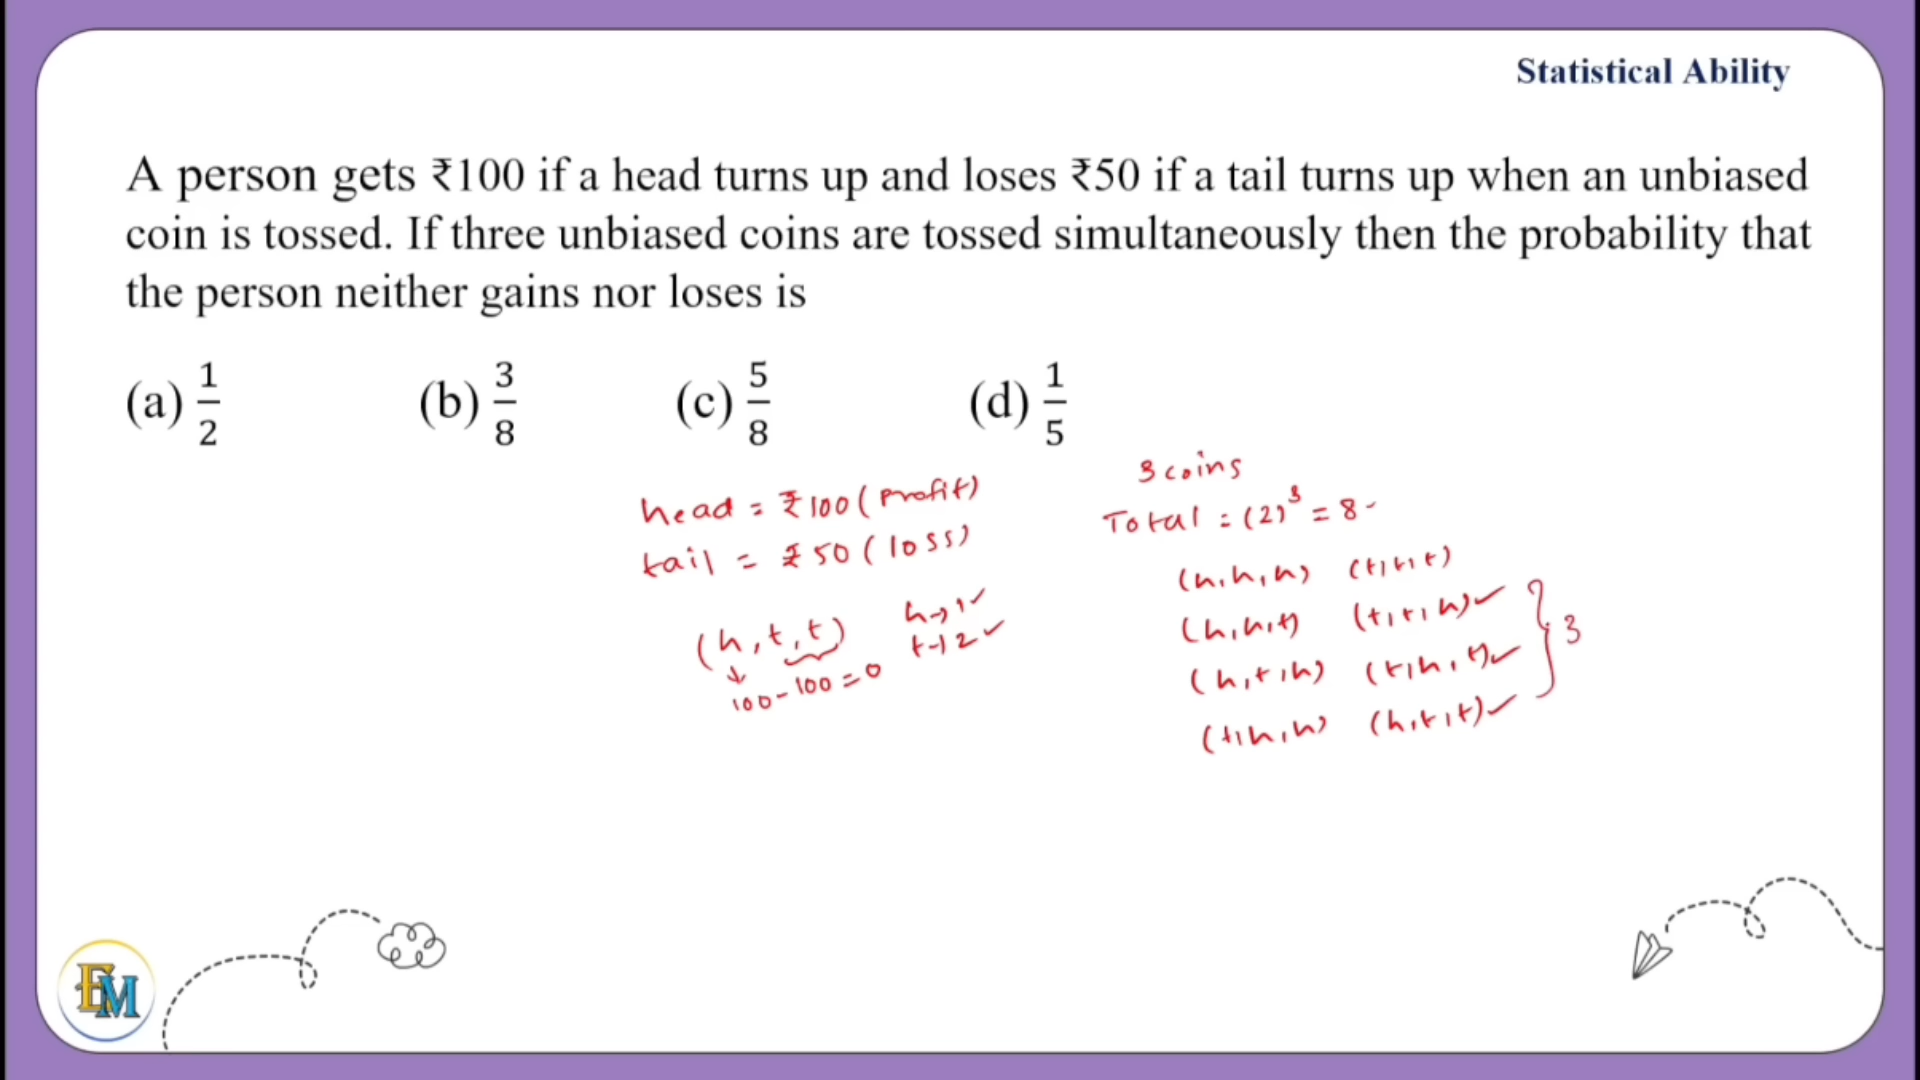 Statistical Ability
A person gets ₹100 if a head turns up and loses ₹50 if a tail turns up when an unbiased
coin is tossed. If three unbiased coins are tossed simultaneously then the probability that
the person neither gains nor loses is
(a) 1/2 (b) 3/8 (c) 5/8 (d) 1/5
head = ₹100 (profit)
tail = ₹50 (loss)
(h, t, t) h→1✓
t→2✓
100-100=0
3 coins
Total = (2)³ = 8
(h,h,h) (t,t,t)
(h,h,t) (t,t,h)✓
(h,t,h) (t,h,t)✓ } 3
(t,h,h) (h,t,t)✓
EM